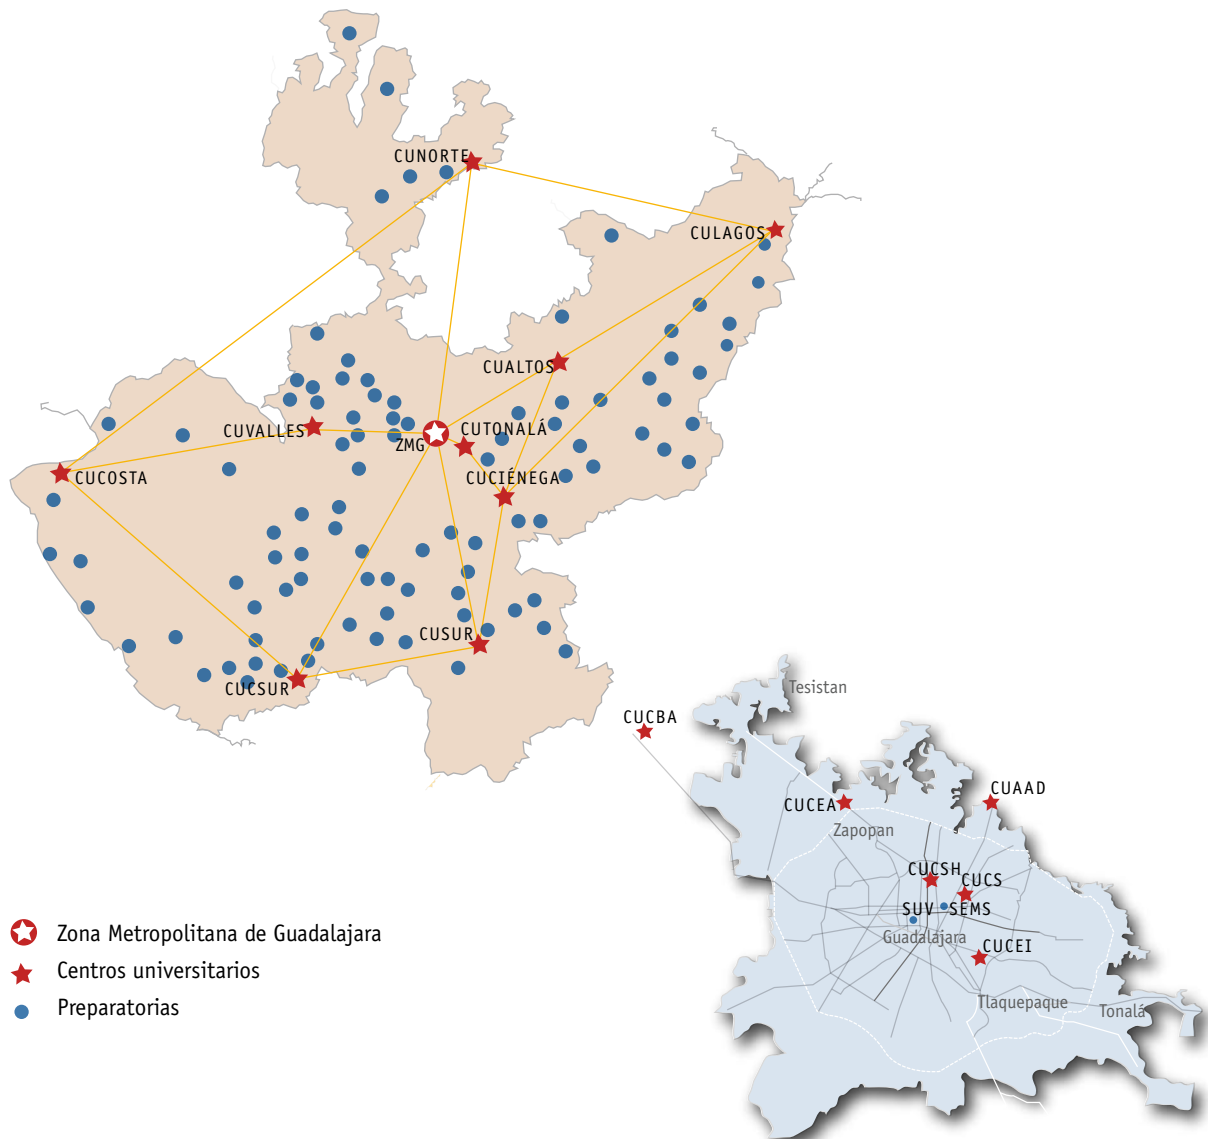 CUNORTE
CULAGOS
CUALTOS
CUVALLES
ZMG
CUTONALÁ
CUCOSTA
CUCIÉNEGA
CUSUR
CUCSUR
Tesistan
CUCBA
CUCEA
CUAAD
Zapopan
CUCSH
CUCS
SUV
SEMS
Guadalajara
CUCEI
Tlaquepaque
Tonalá
Zona Metropolitana de Guadalajara
Centros universitarios
Preparatorias